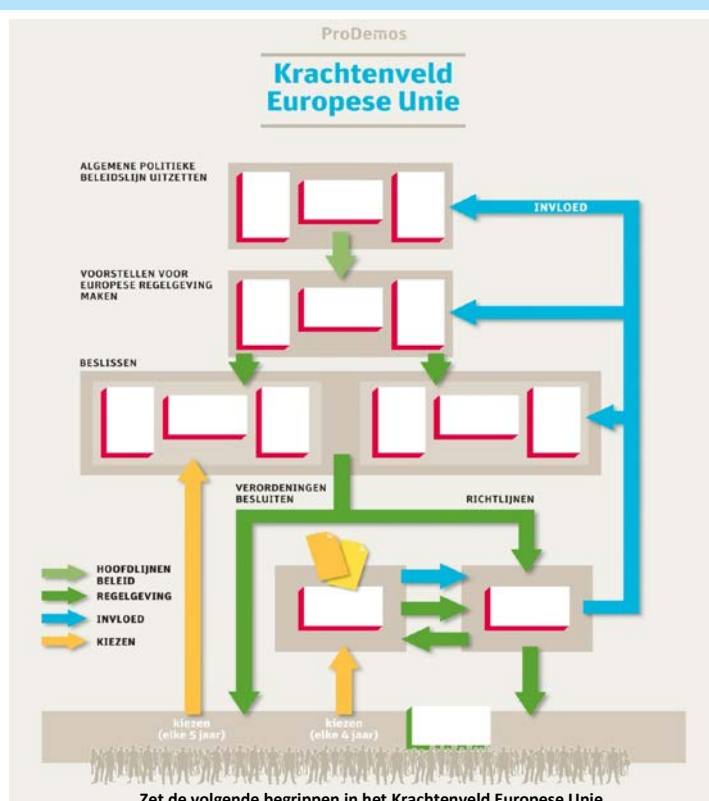 ProDemos
Krachtenveld
Europese Unie
ALGEMENE POLITIEKE
BELEIDSLIJN UITZETTEN
INVLOED
VOORSTELLEN VOOR
EUROPESE REGELGEVING
MAKEN
BESLISSEN
VERORDENINGEN
BESLUITEN
RICHTLIJNEN
HOOFDLIJNEN
BELEID
REGELGEVING
INVLOED
KIEZEN
kiezen
(elke 5 jaar)
kiezen
(elke 4 jaar)
Zet de volgende begrippen in het Krachtenveld Europese Unie